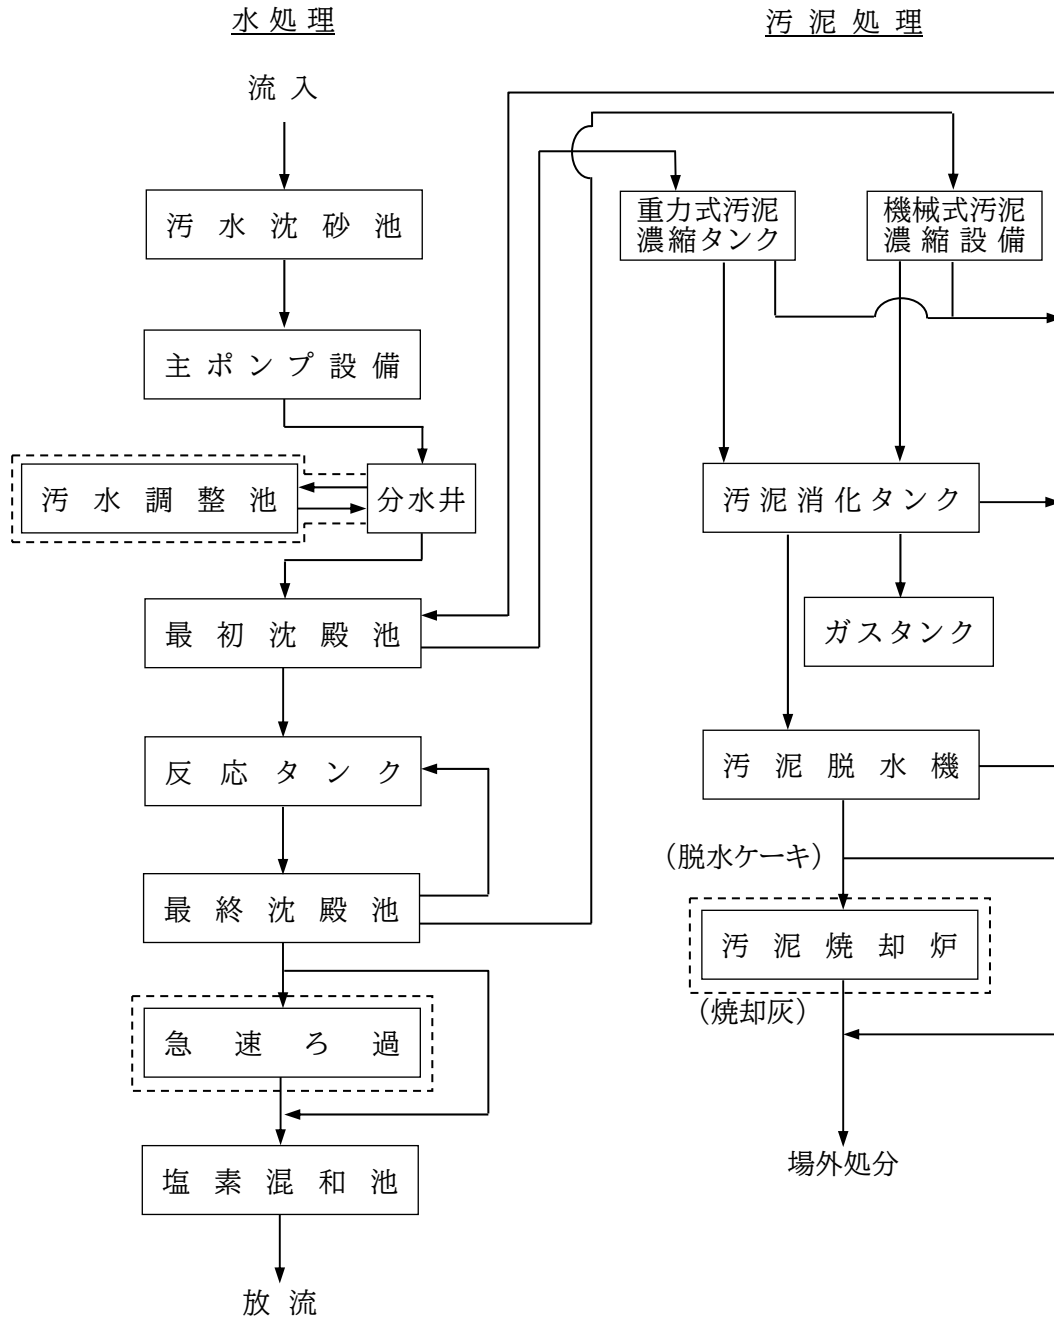 水処理
流入
汚水沈砂池
主ポンプ設備
汚水調整池
分水井
最初沈殿池
反応タンク
最終沈殿池
急速ろ過
塩素混和池
放流
汚泥処理
重力式汚泥
濃縮タンク
機械式汚泥
濃縮設備
汚泥消化タンク
ガスタンク
汚泥脱水機
（脱水ケーキ）
汚泥焼却炉
（焼却灰）
場外処分